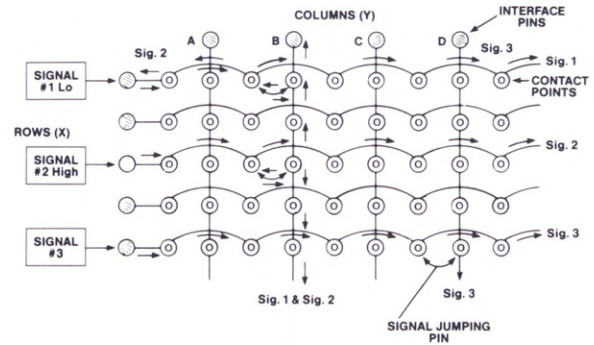 COLUMNS (Y)
INTERFACE
PINS
A
B
C
D
Sig. 2
Sig. 3
Sig. 1
SIGNAL
#1 Lo
CONTACT
POINTS
ROWS (X)
SIGNAL
#2 High
Sig. 2
SIGNAL
#3
Sig. 3
Sig. 1 & Sig. 2
Sig. 3
SIGNAL JUMPING
PIN